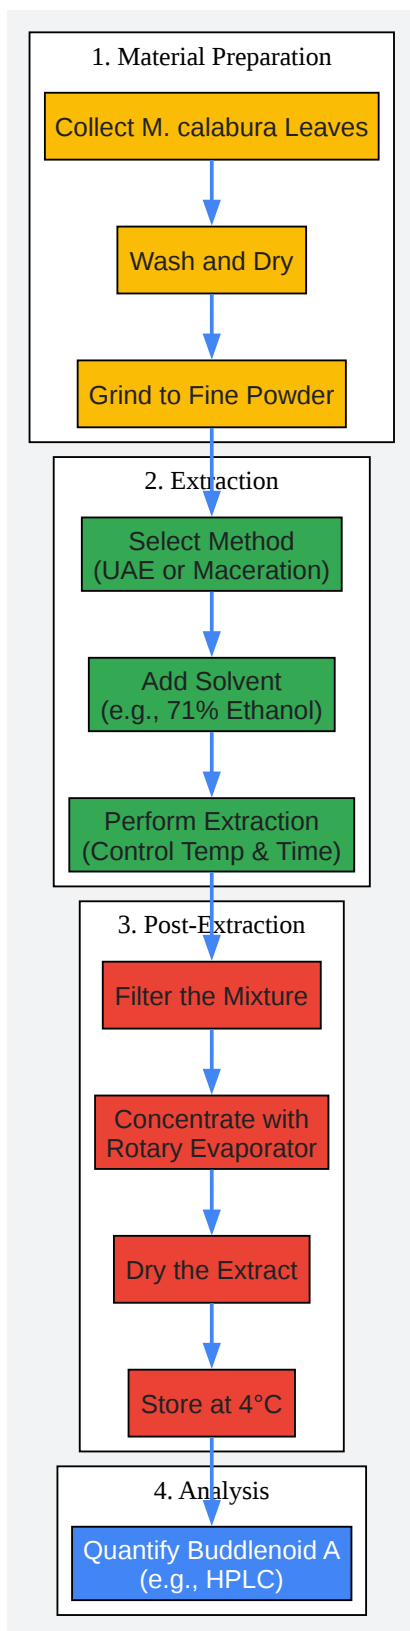 1. Material Preparation
Collect M. calabura Leaves
Wash and Dry
Grind to Fine Powder
2. Extraction
Select Method
(UAE or Maceration)
Add Solvent
(e.g., 71% Ethanol)
Perform Extraction
(Control Temp & Time)
3. Post-Extraction
Filter the Mixture
Concentrate with
Rotary Evaporator
Dry the Extract
Store at 4°C
4. Analysis
Quantify Buddlenoid A
(e.g., HPLC)